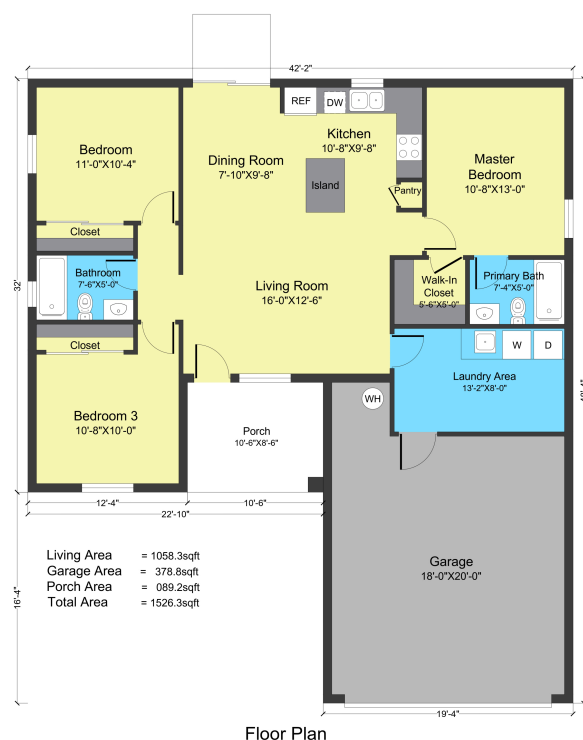 42'-2"
REF
DW
Kitchen
10'-8"X9'-8"
Bedroom
11'-0"X10'-4"
Dining Room
7'-10"X9'-8"
Master
Bedroom
10'-8"X13'-0"
Island
Pantry
Closet
32'
Bathroom
7'-6"X5'-0"
Living Room
16'-0"X12'-6"
Walk-In
Closet
5'-6"X5'-0"
Primary Bath
7'-4"X5'-0"
Closet
W
D
Laundry Area
13'-2"X8'-0"
WH
Bedroom 3
10'-8"X10'-0"
Porch
10'-6"X8'-6"
12'-4"
10'-6"
22'-10"
Living Area = 1058.3sqft
Garage Area = 378.8sqft
Porch Area = 089.2sqft
Total Area = 1526.3sqft
Garage
18'-0"X20'-0"
16'-4"
19'-4"
Floor Plan